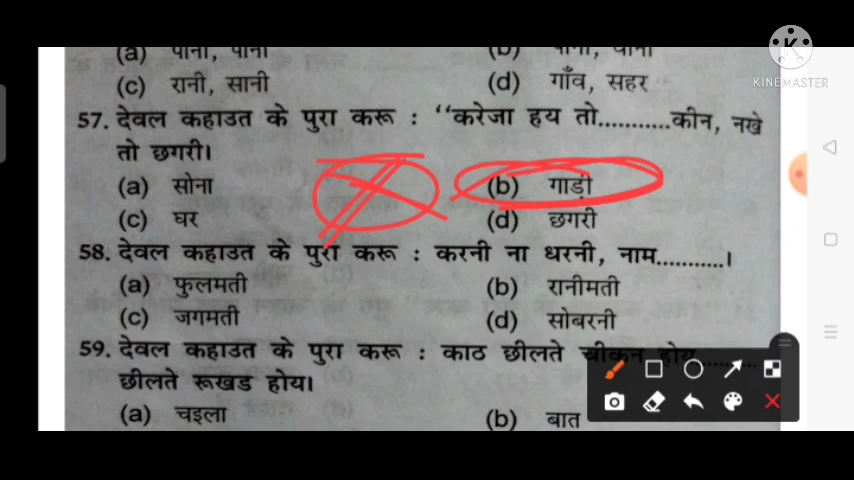 (a) पानी, पानी (b) पानी, घानी
(c) रानी, सानी (d) गाँव, सहर
KINEMASTER
57. देवल कहाउत के पुरा करू : “करेजा हय तो...........कीन, नखे
तो छगरी।
(a) सोना (b) गाड़ी
(c) घर (d) छगरी
58. देवल कहाउत के पुरा करू : करनी ना धरनी, नाम...........।
(a) फुलमती (b) रानीमती
(c) जगमती (d) सोबरनी
59. देवल कहाउत के पुरा करू : काठ छीलते चीकन होय..........
छीलते रूखड होय।
(a) चइला (b) बात